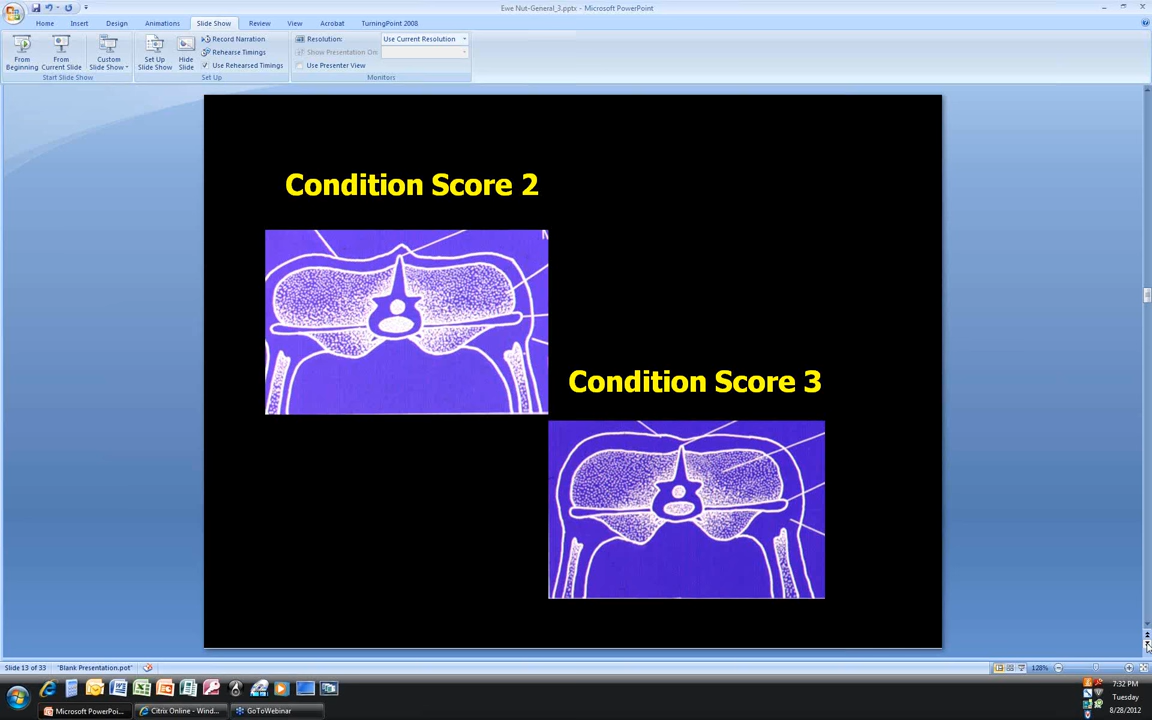 Ewe Nut-General_3.pptx - Microsoft PowerPoint
Home Insert Design Animations Slide Show Review View Acrobat TurningPoint 2008
From Beginning
From Current Slide
Custom Slide Show
Start Slide Show
Set Up Slide Show
Hide Slide
Record Narration
Rehearse Timings
Use Rehearsed Timings
Set Up
Resolution: Use Current Resolution
Show Presentation On:
Use Presenter View
Monitors
Condition Score 2
Condition Score 3
Slide 13 of 33 "Blank Presentation.pot" 128%
7:32 PM
Tuesday
8/28/2012
Microsoft PowerPoi... Citrix Online - Wind... GoToWebinar